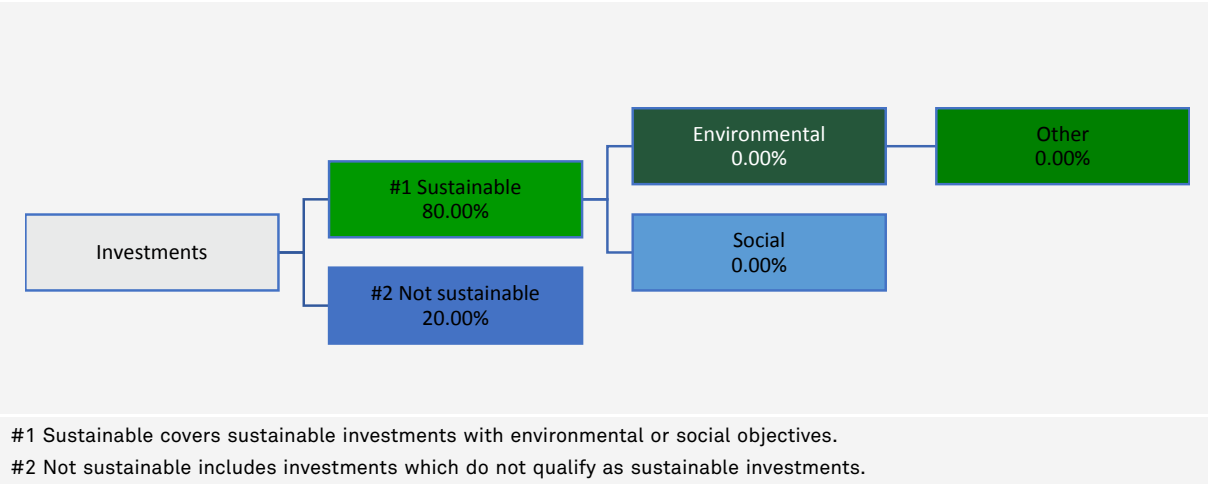 Investments
#1 Sustainable
80.00%
#2 Not sustainable
20.00%
Environmental
0.00%
Social
0.00%
Other
0.00%
#1 Sustainable covers sustainable investments with environmental or social objectives.
#2 Not sustainable includes investments which do not qualify as sustainable investments.